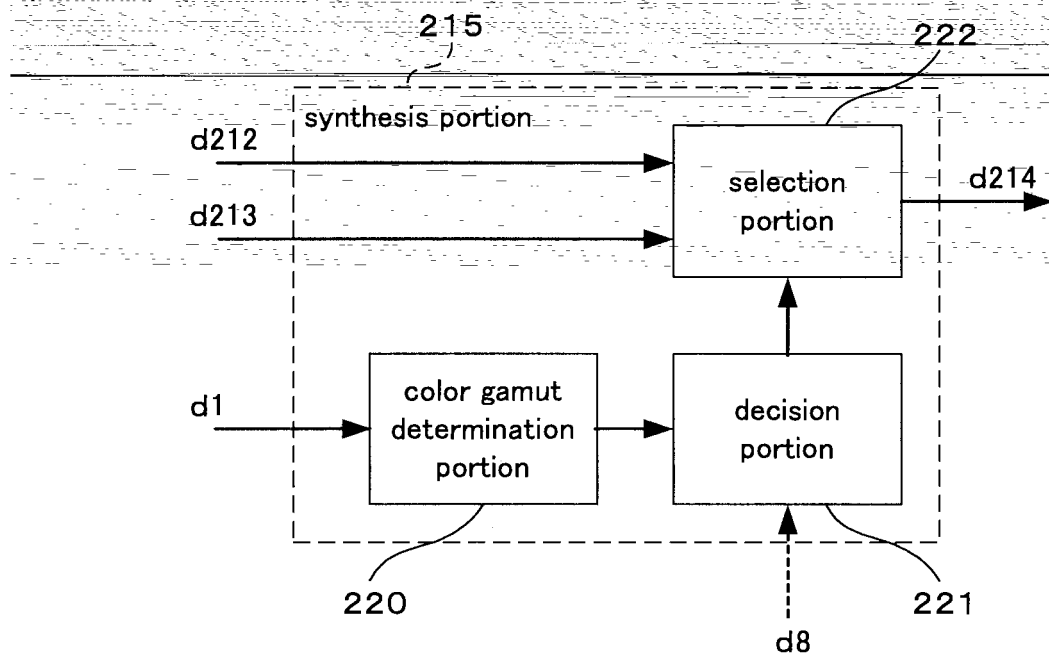 215
222
synthesis portion
d212
selection
portion
d214
d213
d1
color gamut
determination
portion
decision
portion
220
221
d8